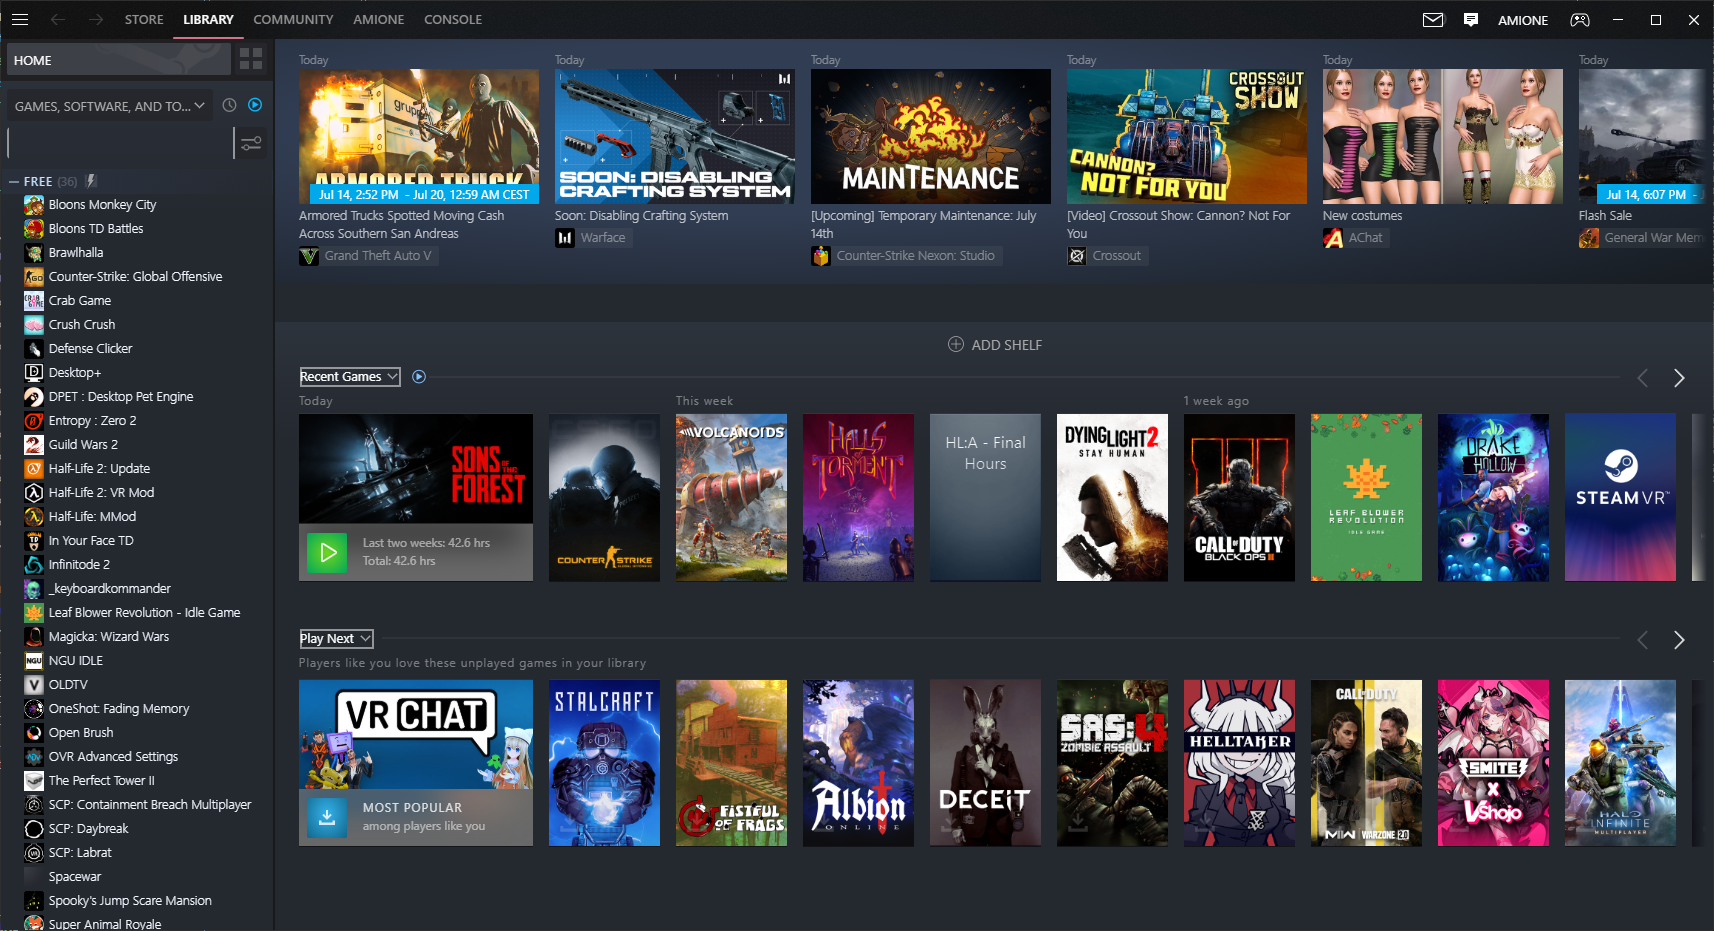 STORE LIBRARY COMMUNITY AMIONE CONSOLE
AMIONE
HOME
GAMES, SOFTWARE, AND TO...
FREE (36)
Bloons Monkey City
Bloons TD Battles
Brawlhalla
Counter-Strike: Global Offensive
Crab Game
Crush Crush
Defense Clicker
Desktop+
DPET : Desktop Pet Engine
Entropy : Zero 2
Guild Wars 2
Half-Life 2: Update
Half-Life 2: VR Mod
Half-Life: MMod
In Your Face TD
Infinitode 2
_keyboardkommander
Leaf Blower Revolution - Idle Game
Magicka: Wizard Wars
NGU IDLE
OLDTV
OneShot: Fading Memory
Open Brush
OVR Advanced Settings
The Perfect Tower II
SCP: Containment Breach Multiplayer
SCP: Daybreak
SCP: Labrat
Spacewar
Spooky's Jump Scare Mansion
Super Animal Royale
Today
gruppe
ARMORED TRUCK
Jul 14, 2:52 PM - Jul 20, 12:59 AM CEST
Armored Trucks Spotted Moving Cash
Across Southern San Andreas
Grand Theft Auto V
Today
SOON: DISABLING
CRAFTING SYSTEM
Soon: Disabling Crafting System
Warface
Today
MAINTENANCE
[Upcoming] Temporary Maintenance: July
14th
Counter-Strike Nexon: Studio
Today
CROSSOUT
SHOW
CANNON?
NOT FOR YOU
[Video] Crossout Show: Cannon? Not For
You
Crossout
Today
New costumes
AChat
Today
Jul 14, 6:07 PM -
Flash Sale
General War Mem
ADD SHELF
Recent Games
Today
This week
1 week ago
SONS OF THE
FOREST
Last two weeks: 42.6 hrs
Total: 42.6 hrs
COUNTER STRIKE
VOLCANOIDS
HALLS
OF
TORMENT
HL:A - Final
Hours
DYING LIGHT 2
STAY HUMAN
CALL OF DUTY
BLACK OPS III
LEAF BLOWER
REVOLUTION
IDLE GAME
DRAKE
HOLLOW
STEAM VR™
Play Next
Players like you love these unplayed games in your library
VR CHAT
MOST POPULAR
among players like you
STALCRAFT
FISTFUL
OF FRAGS
Albion
ONLINE
DECEIT
SAS:4
ZOMBIE ASSAULT
HELLTAKER
CALL OF DUTY
MWII WARZONE 2.0
SMITE
X
VShojo
HALO
INFINITE
MULTIPLAYER